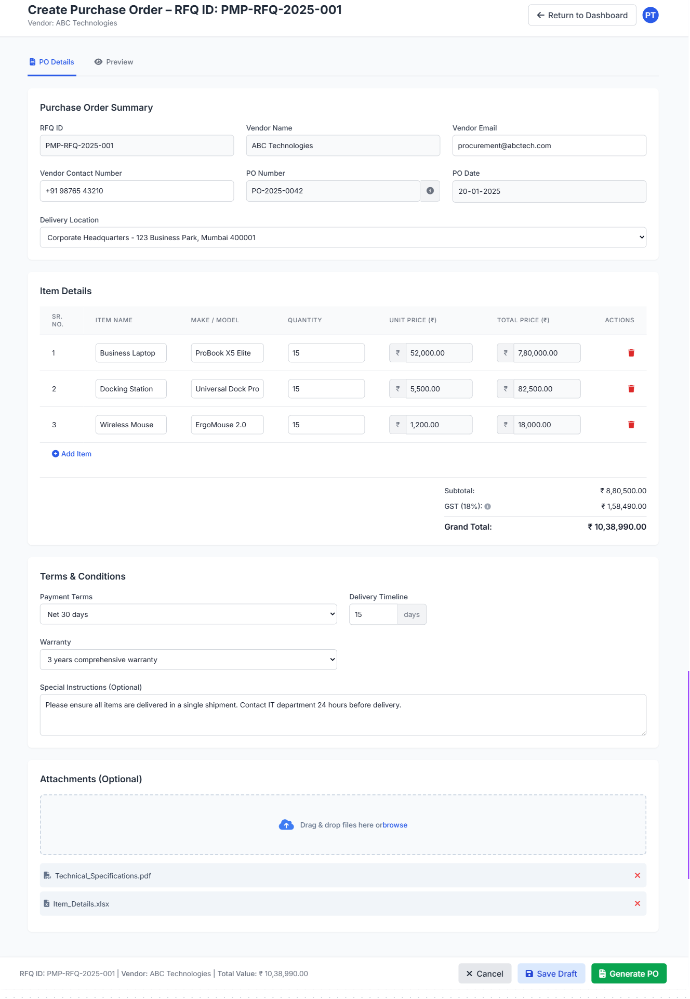 Create Purchase Order – RFQ ID: PMP-RFQ-2025-001
Vendor: ABC Technologies
Return to Dashboard
PT
PO Details
Preview
Purchase Order Summary
RFQ ID
Vendor Name
Vendor Email
PMP-RFQ-2025-001
ABC Technologies
procurement@abctech.com
Vendor Contact Number
PO Number
PO Date
+91 98765 43210
PO-2025-0042
20-01-2025
Delivery Location
Corporate Headquarters - 123 Business Park, Mumbai 400001
Item Details
SR. NO. ITEM NAME MAKE / MODEL QUANTITY UNIT PRICE (₹) TOTAL PRICE (₹) ACTIONS
1 Business Laptop ProBook X5 Elite 15 ₹ 52,000.00 ₹ 7,80,000.00
2 Docking Station Universal Dock Pro 15 ₹ 5,500.00 ₹ 82,500.00
3 Wireless Mouse ErgoMouse 2.0 15 ₹ 1,200.00 ₹ 18,000.00
Add Item
Subtotal: ₹ 8,80,500.00
GST (18%): ₹ 1,58,490.00
Grand Total: ₹ 10,38,990.00
Terms & Conditions
Payment Terms
Delivery Timeline
Net 30 days
15 days
Warranty
3 years comprehensive warranty
Special Instructions (Optional)
Please ensure all items are delivered in a single shipment. Contact IT department 24 hours before delivery.
Attachments (Optional)
Drag & drop files here orbrowse
Technical_Specifications.pdf
Item_Details.xlsx
RFQ ID: PMP-RFQ-2025-001 | Vendor: ABC Technologies | Total Value: ₹ 10,38,990.00
Cancel
Save Draft
Generate PO